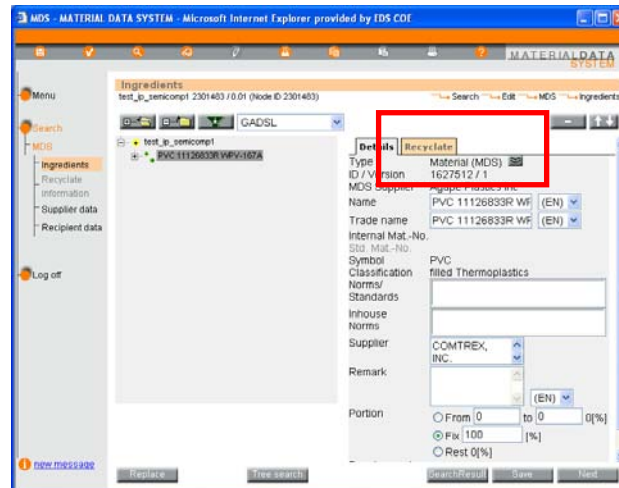 MDS - MATERIAL DATA SYSTEM - Microsoft Internet Explorer provided by EDS COE
MATERIAL DATA
SYSTEM
Ingredients
test_ip_semicomp1 2301483 / 0.01 (Node ID 2301483)
Search Edit MDS Ingredients
Menu
Search
MDS
Ingredients
Recyclate
information
Supplier data
Recipient data
Log off
new message
GADSL
test_ip_semicomp1
PVC 11126833R WPV-167A
Details Recyclate
Type Material (MDS)
ID / Version 1627512 / 1
MDS Supplier Agape Plastics Inc
Name PVC 11126833R WF (EN)
Trade name PVC 11126833R WF (EN)
Internal Mat.-No.
Std. Mat.-No.
Symbol PVC
Classification filled Thermoplastics
Norms/
Standards
Inhouse
Norms
Supplier COMTREX,
INC.
Remark
(EN)
Portion From 0 to 0 0[%]
Fix 100 [%]
Rest 0[%]
Replace Tree search SearchResult Save Next